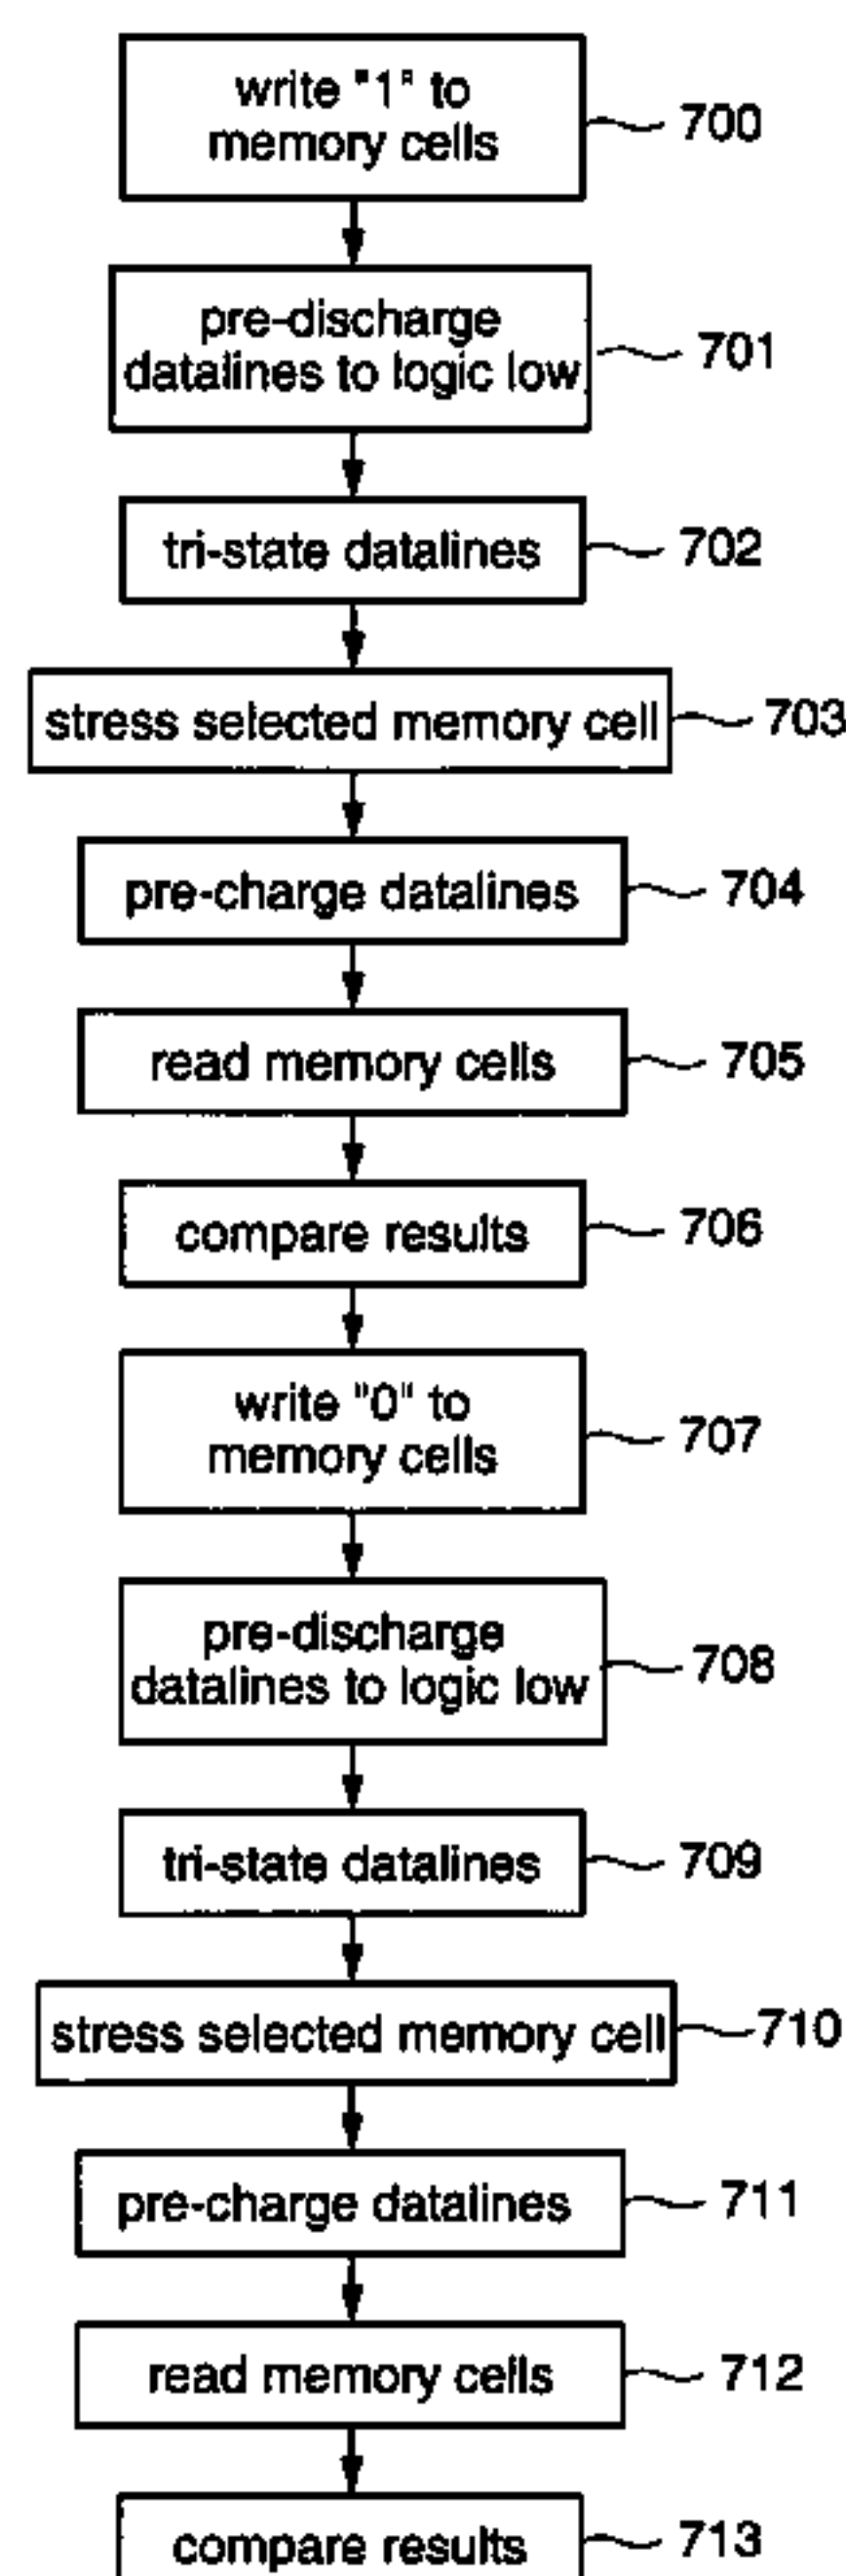 write "1" to
memory cells
700
pre-discharge
datalines to logic low
701
tri-state datalines
702
stress selected memory cell
703
pre-charge datalines
704
read memory cells
705
compare results
706
write "0" to
memory cells
707
pre-discharge
datalines to logic low
708
tri-state datalines
709
stress selected memory cell
710
pre-charge datalines
711
read memory cells
712
compare results
713